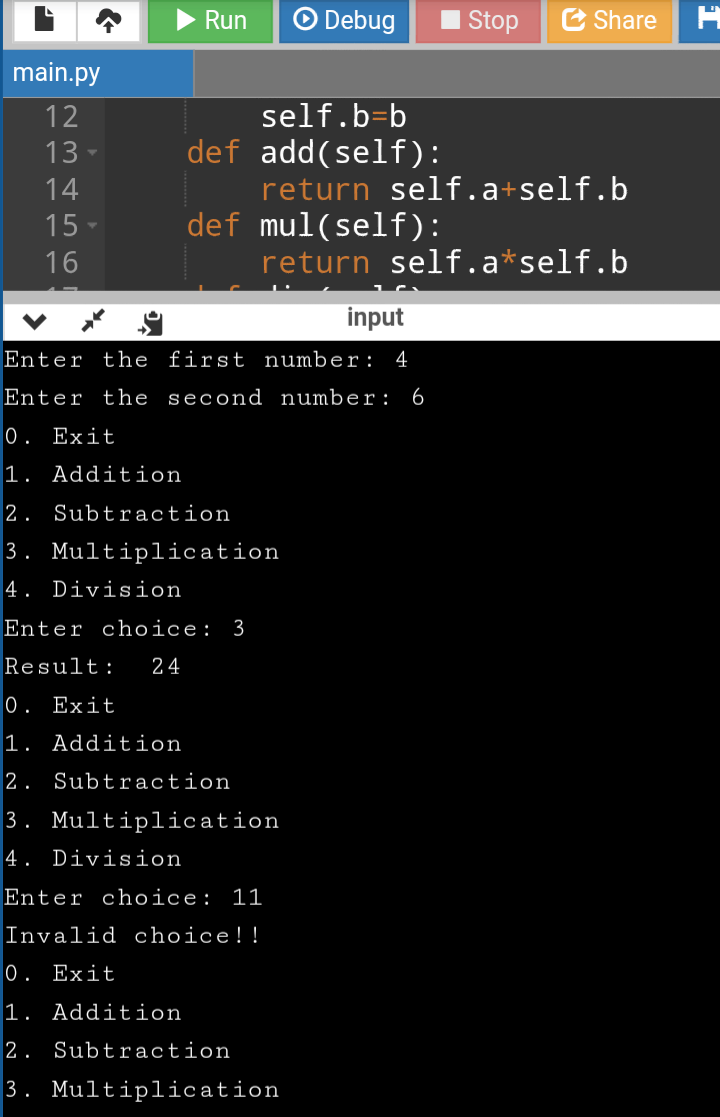 Run Debug Stop Share
main.py
12 self.b=b
13 def add(self):
14 return self.a+self.b
15 def mul(self):
16 return self.a*self.b
input
Enter the first number: 4
Enter the second number: 6
0. Exit
1. Addition
2. Subtraction
3. Multiplication
4. Division
Enter choice: 3
Result:  24
0. Exit
1. Addition
2. Subtraction
3. Multiplication
4. Division
Enter choice: 11
Invalid choice!!
0. Exit
1. Addition
2. Subtraction
3. Multiplication